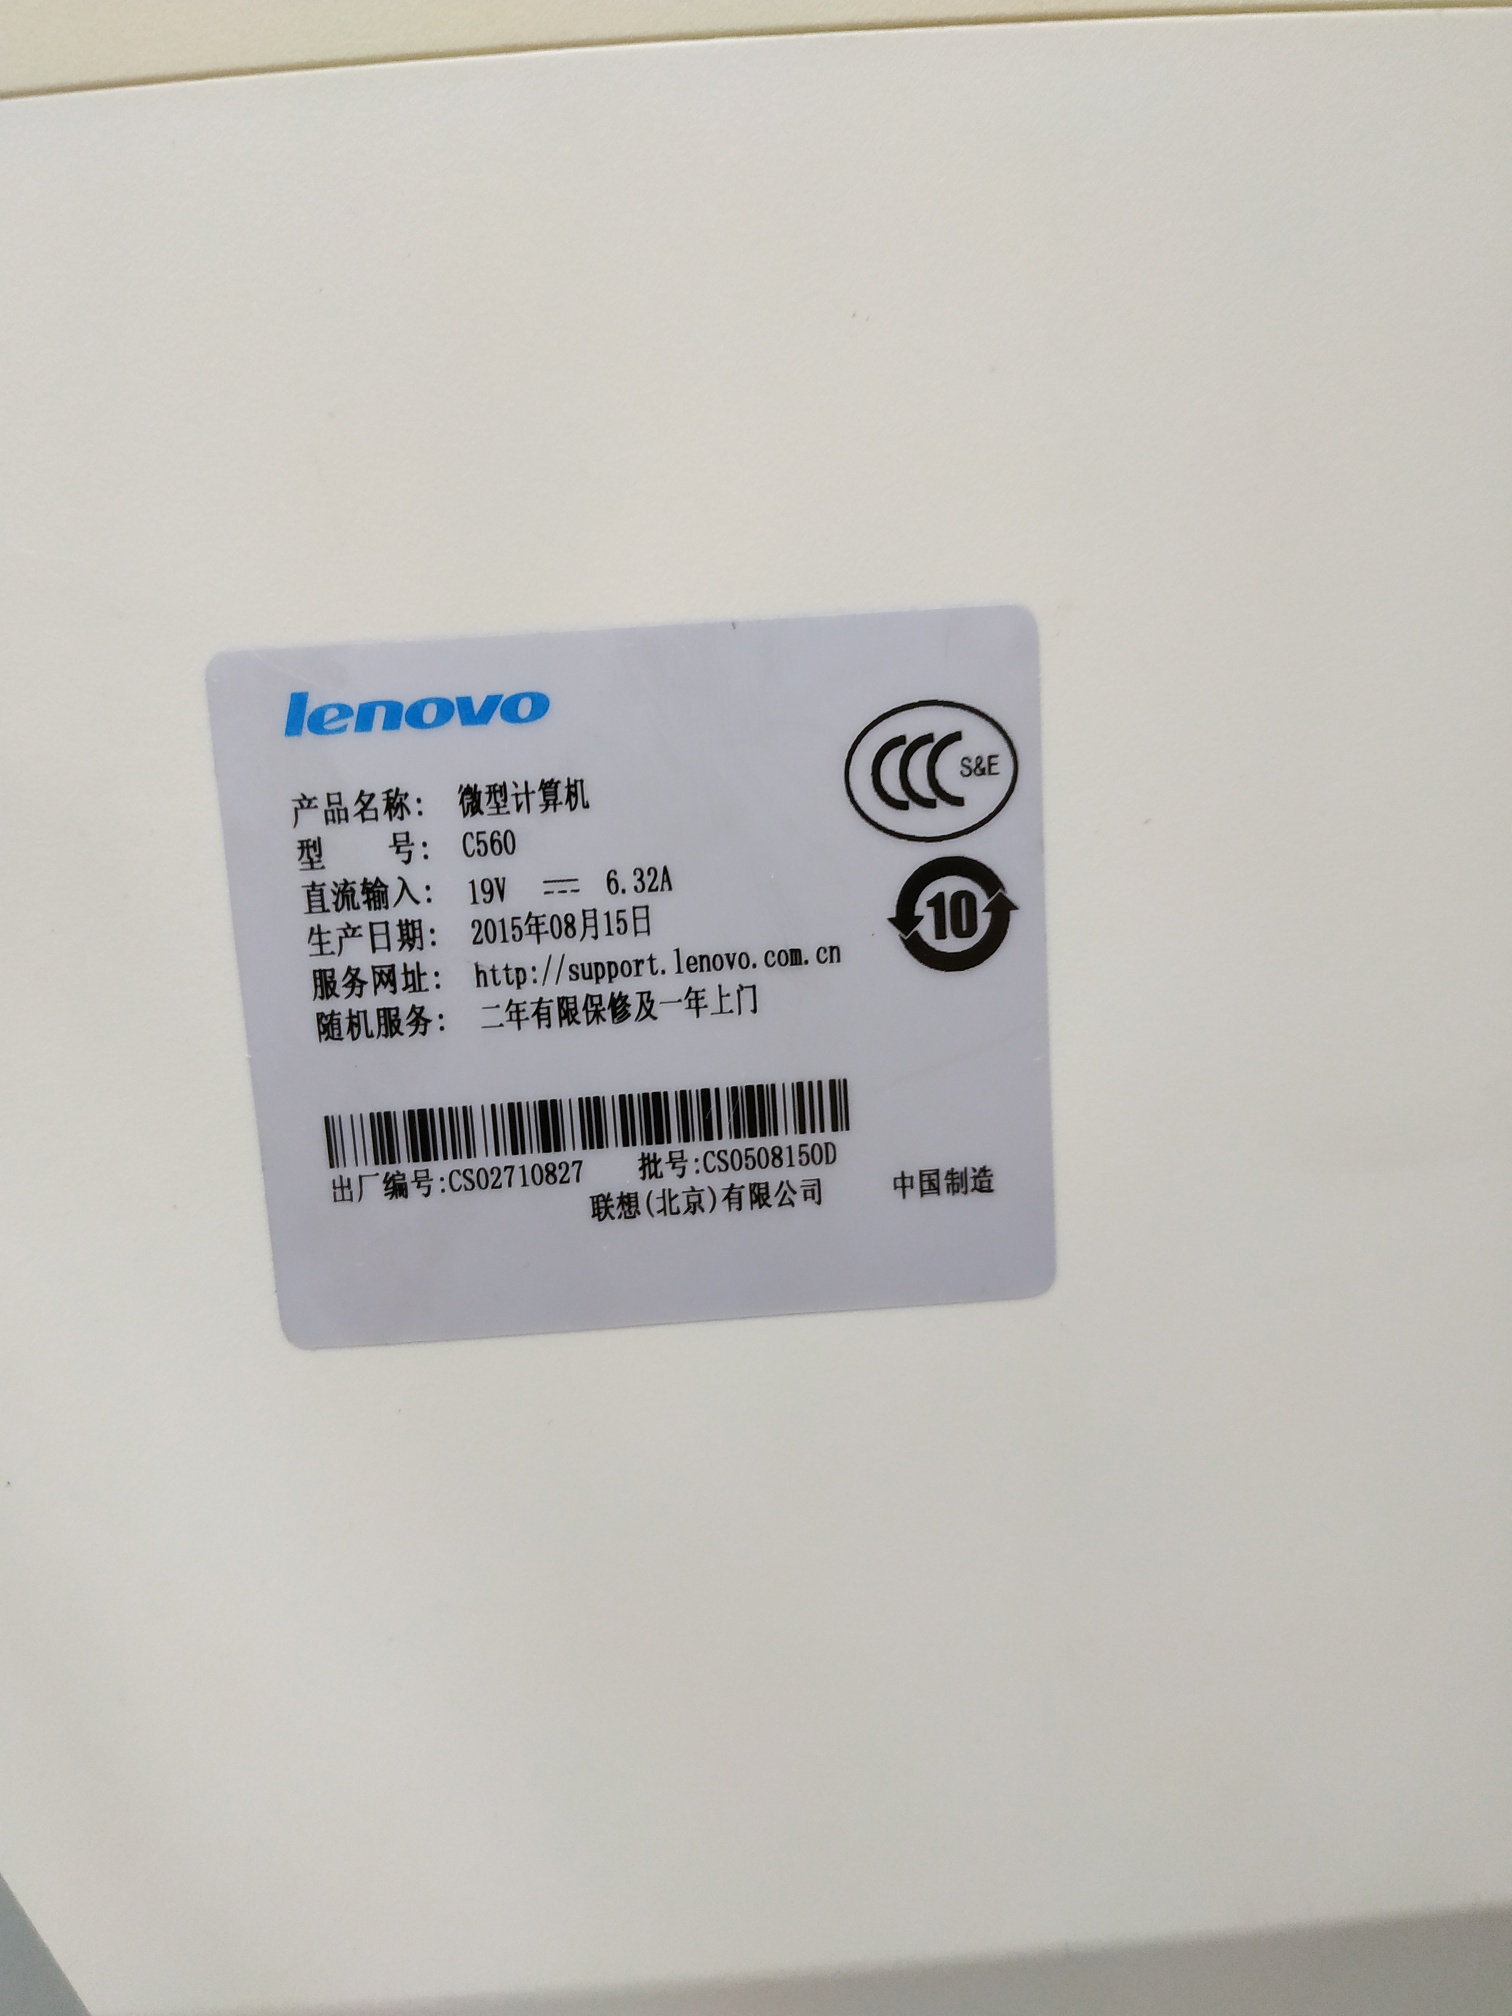 lenovo
产品名称： 微型计算机
型 号： C560
直流输入： 19V ⎓ 6.32A
生产日期： 2015年08月15日
服务网址： http://support.lenovo.com.cn
随机服务： 二年有限保修及一年上门
CCC S&E
10
出厂编号:CS02710827 批号:CS0508150D
联想(北京)有限公司 中国制造